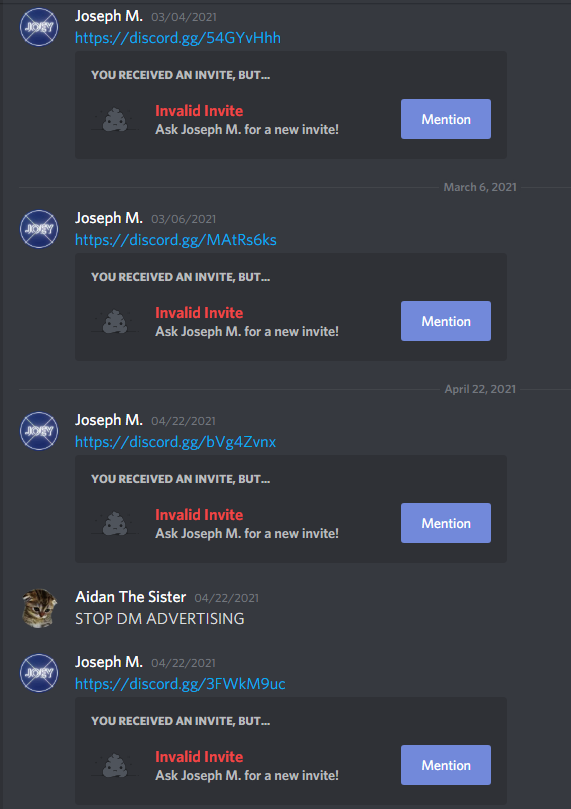 JOEY
Joseph M. 03/04/2021
https://discord.gg/54GYvHhh
YOU RECEIVED AN INVITE, BUT...
Invalid Invite
Ask Joseph M. for a new invite!
Mention
March 6, 2021
JOEY
Joseph M. 03/06/2021
https://discord.gg/MAtRs6ks
YOU RECEIVED AN INVITE, BUT...
Invalid Invite
Ask Joseph M. for a new invite!
Mention
April 22, 2021
JOEY
Joseph M. 04/22/2021
https://discord.gg/bVg4Zvnx
YOU RECEIVED AN INVITE, BUT...
Invalid Invite
Ask Joseph M. for a new invite!
Mention
Aidan The Sister 04/22/2021
STOP DM ADVERTISING
JOEY
Joseph M. 04/22/2021
https://discord.gg/3FWkM9uc
YOU RECEIVED AN INVITE, BUT...
Invalid Invite
Ask Joseph M. for a new invite!
Mention